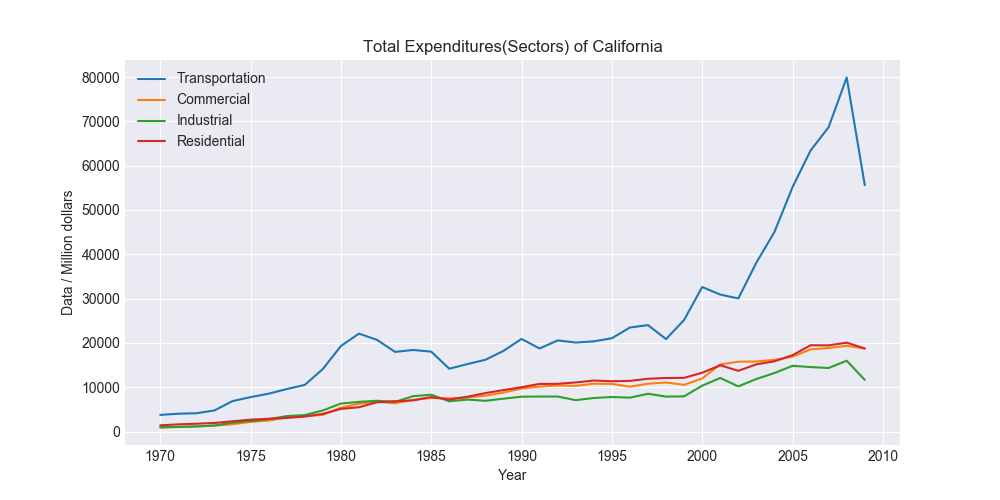 Total Expenditures(Sectors) of California
Transportation
Commercial
Industrial
Residential
80000
70000
60000
50000
40000
30000
20000
10000
0
Data / Million dollars
1970 1975 1980 1985 1990 1995 2000 2005 2010
Year